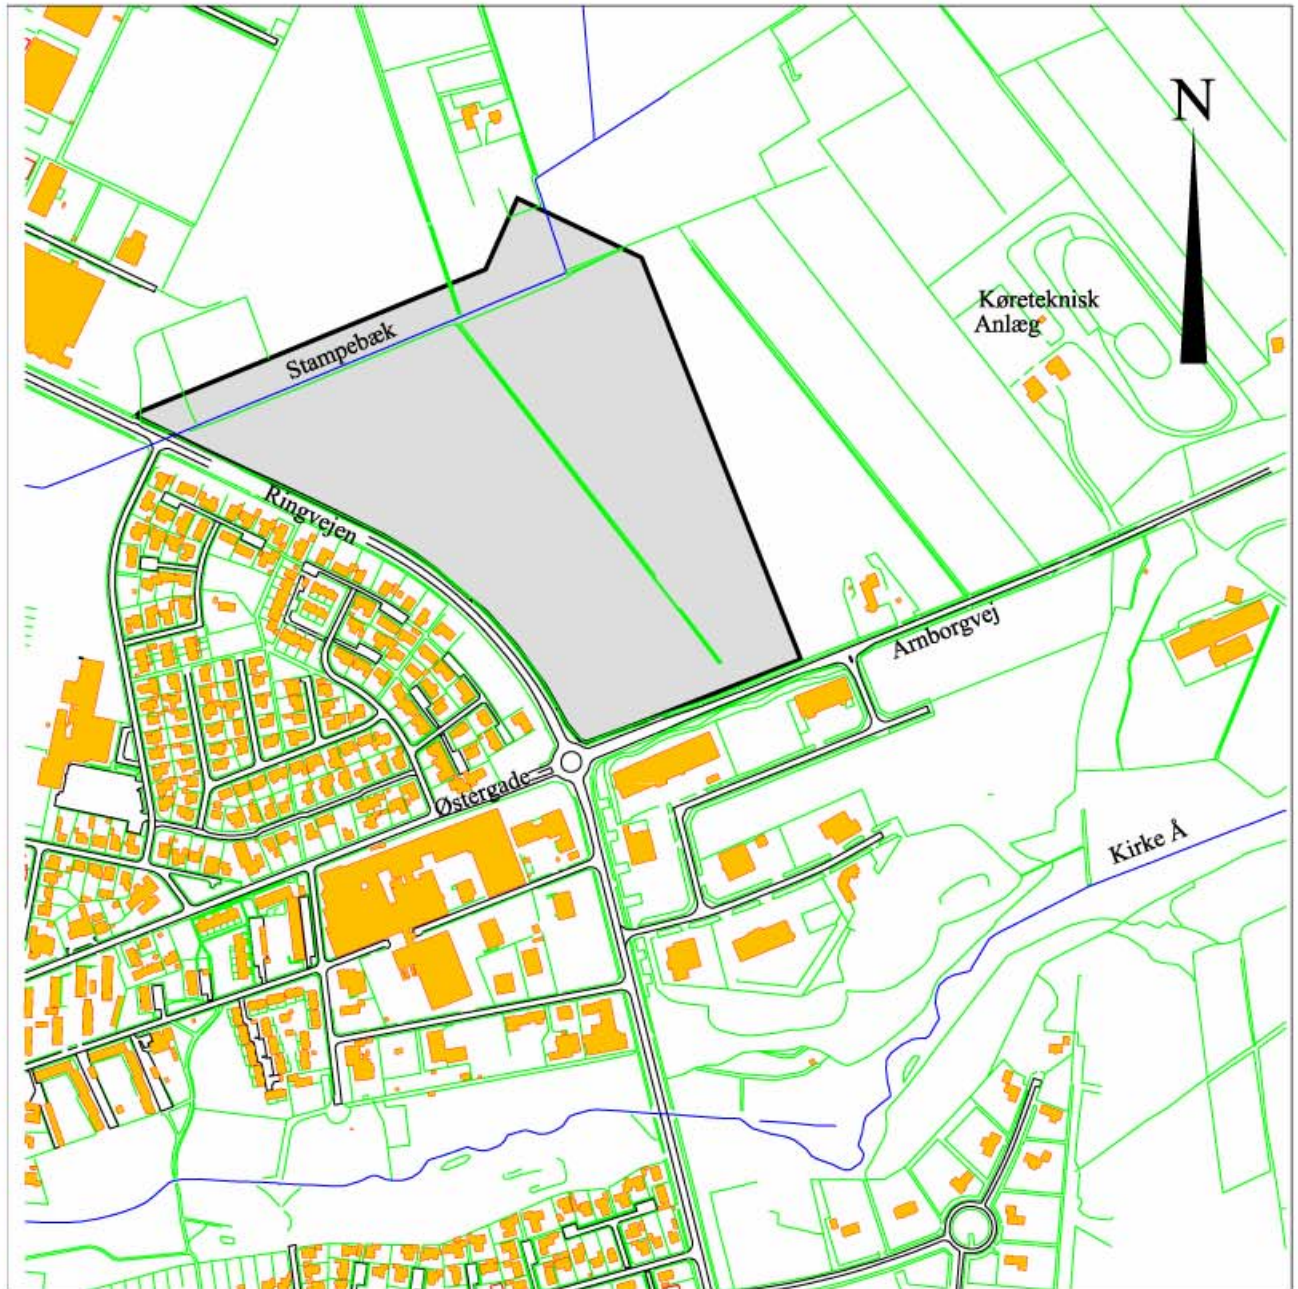 N
Køreteknisk
Anlæg
Stampebæk
Ringvejen
Arnborgvej
Østergade
Kirke Å